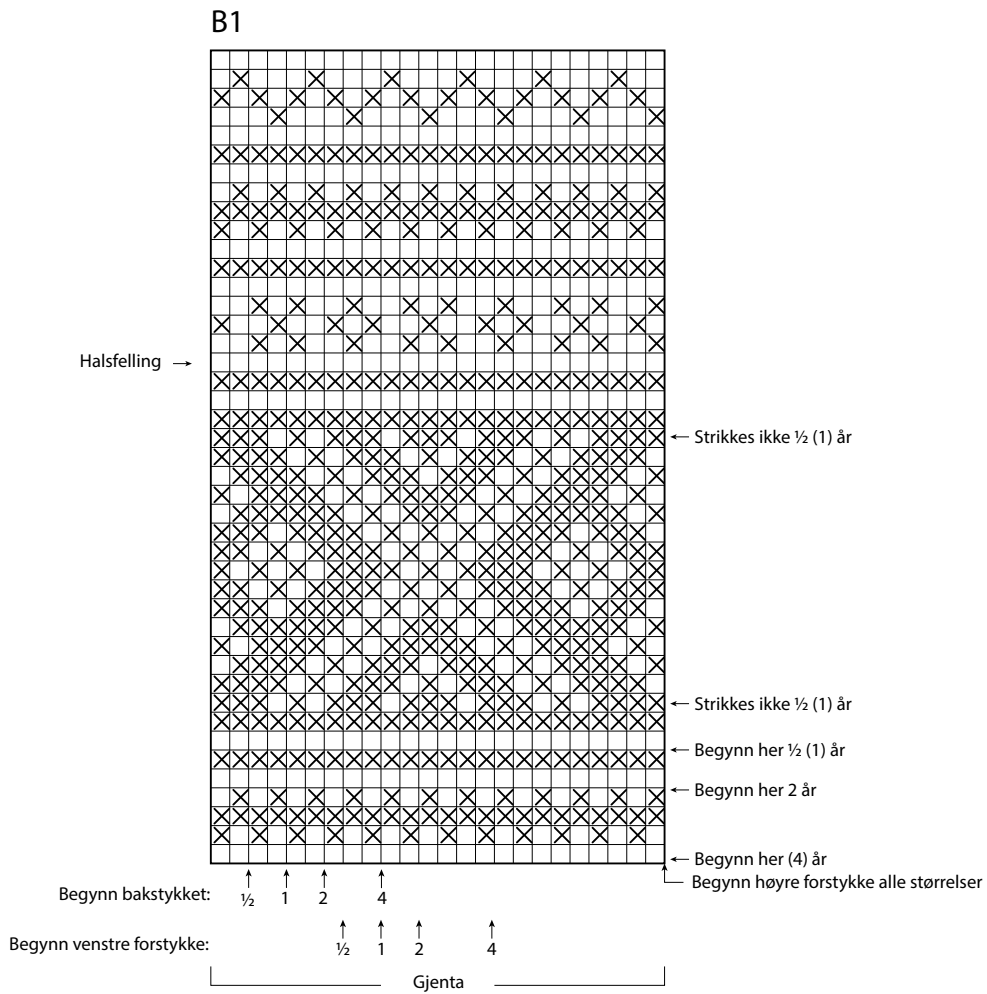 B1
Halsfelling
Strikkes ikke ½ (1) år
Strikkes ikke ½ (1) år
Begynn her ½ (1) år
Begynn her 2 år
Begynn her (4) år
Begynn høyre forstykke alle størrelser
Begynn bakstykket: ½ 1 2 4
Begynn venstre forstykke: ½ 1 2 4
Gjenta